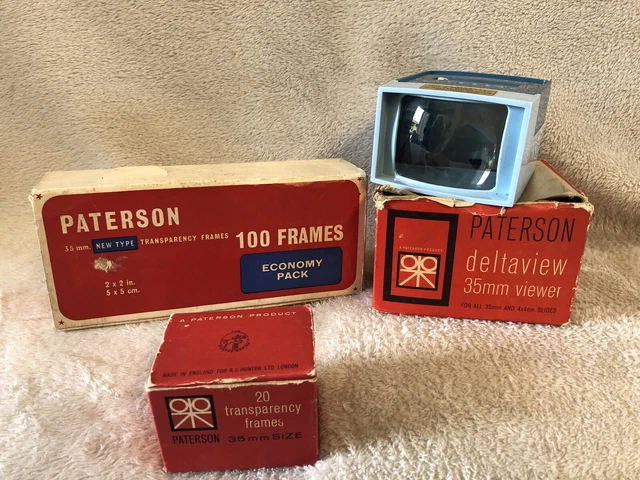 PATERSON
35 mm. NEW TYPE TRANSPARENCY FRAMES
100 FRAMES
2 x 2 in.
5 x 5 cm.
ECONOMY
PACK
PATERSON
A PATERSON PRODUCT
deltaview
35mm viewer
FOR ALL 35mm AND 4x4cm SLIDES
A PATERSON PRODUCT
MADE IN ENGLAND FOR R.F. HUNTER LTD LONDON
20
transparency
frames
PATERSON 35mm SIZE